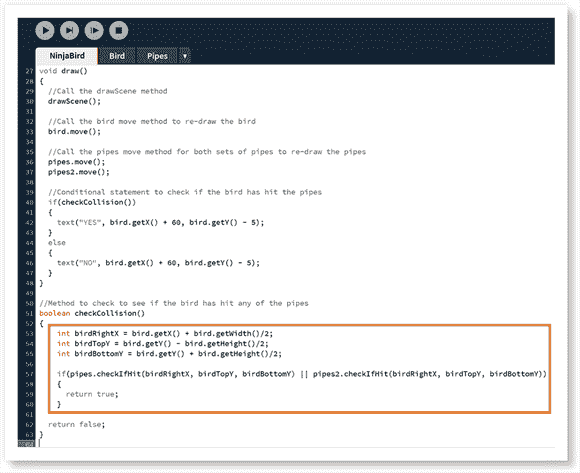 NinjaBird Bird Pipes ▼
27 void draw()
28 {
29 //Call the drawScene method
30 drawScene();
31
32 //Call the bird move method to re-draw the bird
33 bird.move();
34
35 //Call the pipes move method for both sets of pipes to re-draw the pipes
36 pipes.move();
37 pipes2.move();
38
39 //Conditional statement to check if the bird has hit the pipes
40 if(checkCollision())
41 {
42 text("YES", bird.getX() + 60, bird.getY() - 5);
43 }
44 else
45 {
46 text("NO", bird.getX() + 60, bird.getY() - 5);
47 }
48 }
49
50 //Method to check to see if the bird has hit any of the pipes
51 boolean checkCollision()
52 {
53 int birdRightX = bird.getX() + bird.getWidth()/2;
54 int birdTopY = bird.getY() - bird.getHeight()/2;
55 int birdBottomY = bird.getY() + bird.getHeight()/2;
56
57 if(pipes.checkIfHit(birdRightX, birdTopY, birdBottomY) || pipes2.checkIfHit(birdRightX, birdTopY, birdBottomY))
58 {
59 return true;
60 }
61
62 return false;
63 }